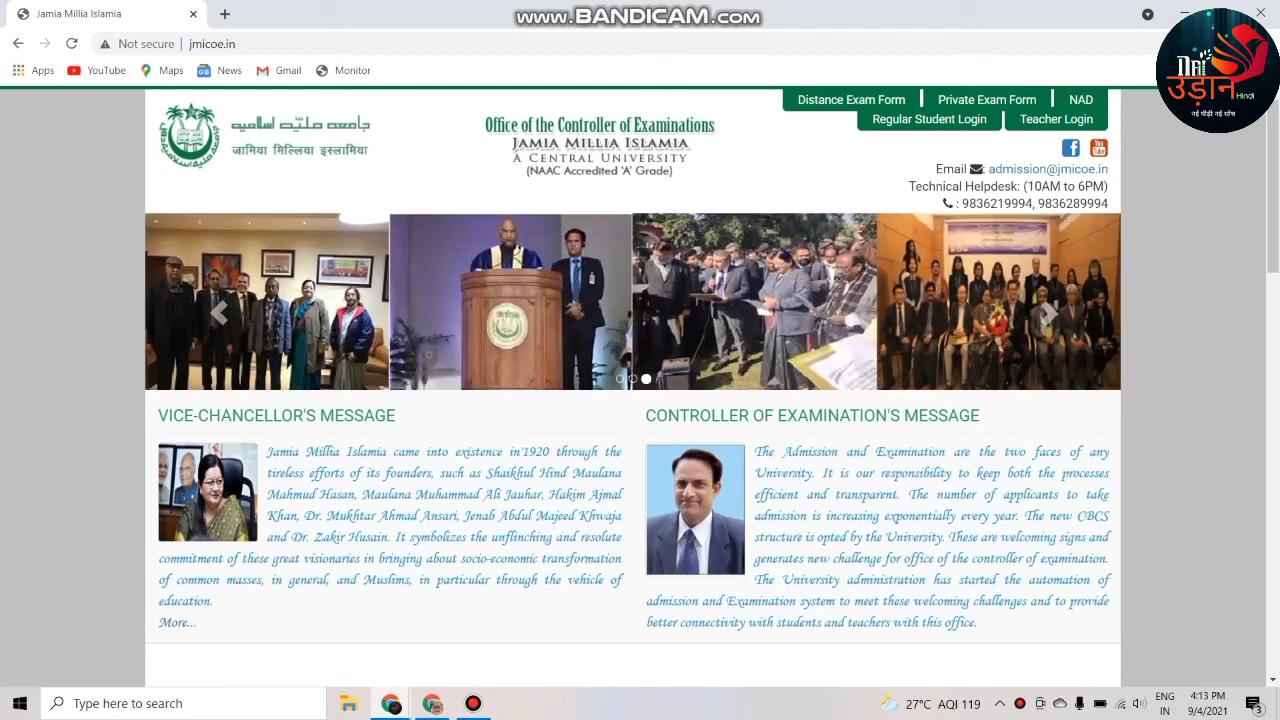 Jamia Millia Islamia
www.BANDICAM.com
Not secure
jmicoe.in
Apps
YouTube
Maps
News
Gmail
Monitor
नई
उड़ान
Hindi
नई पीढ़ी नई सोच
Distance Exam Form
Private Exam Form
NAD
Regular Student Login
Teacher Login
جامعہ ملیہ اسلامیہ
जामिया मिल्लिया इस्लामिया
Office of the Controller of Examinations
JAMIA MILLIA ISLAMIA
A CENTRAL UNIVERSITY
(NAAC Accredited 'A' Grade)
Email : admission@jmicoe.in
Technical Helpdesk: (10AM to 6PM)
: 9836219994, 9836289994
VICE-CHANCELLOR'S MESSAGE
Jamia Millia Islamia came into existence in'1920 through the
tireless efforts of its founders, such as Shaikhul Hind Maulana
Mahmud Hasan, Maulana Muhammad Ali Jauhar, Hakim Ajmal
Khan, Dr. Mukhtar Ahmad Ansari, Jenab Abdul Majeed Khwaja
and Dr. Zakir Husain. It symbolizes the unflinching and resolute
commitment of these great visionaries in bringing about socio-economic transformation
of common masses, in general, and Muslims, in particular through the vehicle of
education.
More...
CONTROLLER OF EXAMINATION'S MESSAGE
The Admission and Examination are the two faces of any
University. It is our responsibility to keep both the processes
efficient and transparent. The number of applicants to take
admission is increasing exponentially every year. The new CBCS
structure is opted by the University. These are welcoming signs and
generates new challenge for office of the controller of examination.
The University administration has started the automation of
admission and Examination system to meet these welcoming challenges and to provide
better connectivity with students and teachers with this office.
Type here to search
27°C AQI 119
ENG
IN
4:13 PM
9/4/2021
3